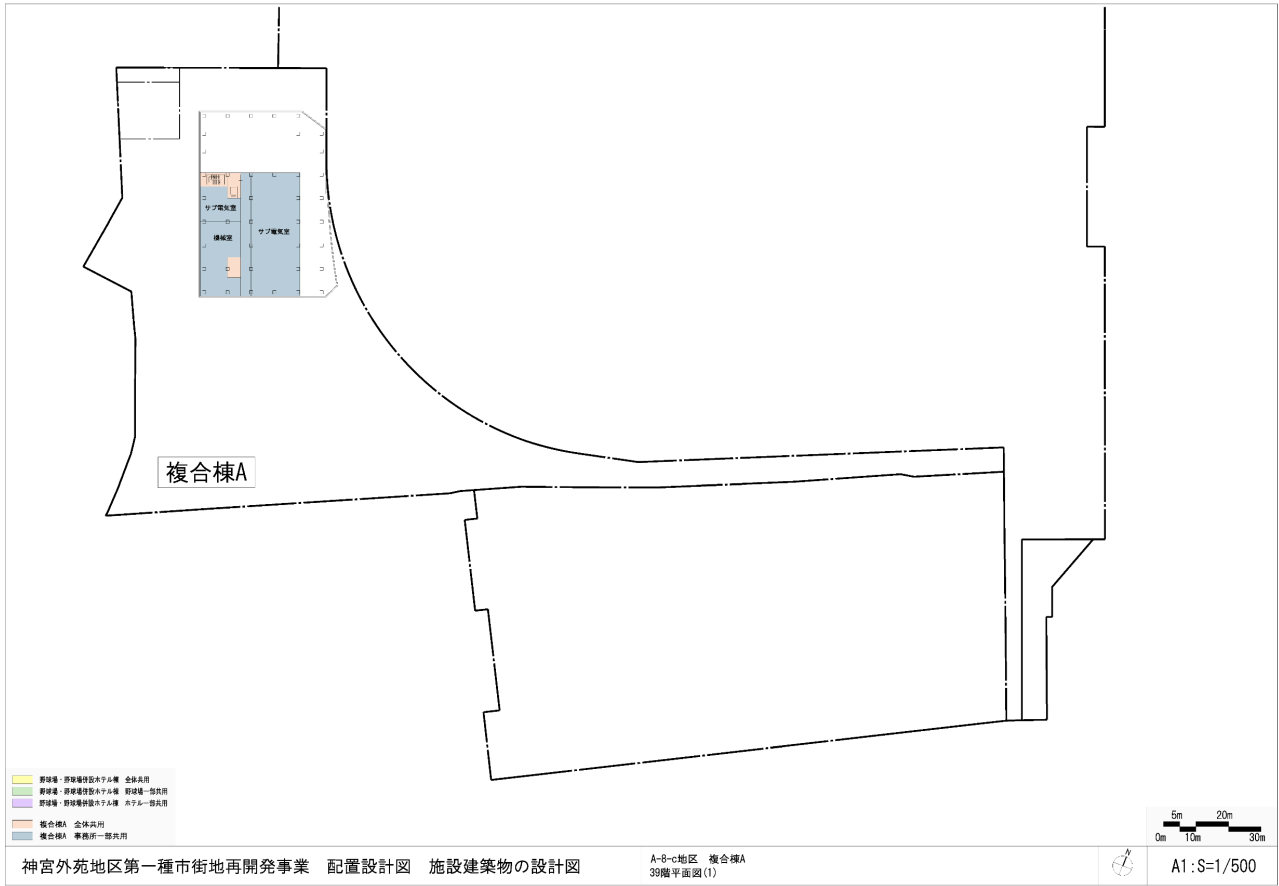 サブ電気室
機械室
サブ電気室
複合棟A
野球場・野球場併設ホテル棟 全体共用
野球場・野球場併設ホテル棟 野球場一部共用
野球場・野球場併設ホテル棟 ホテル一部共用
複合棟A 全体共用
複合棟A 事務所一部共用
5m 20m
0m 10m 30m
神宮外苑地区第一種市街地再開発事業 配置設計図 施設建築物の設計図
A-8-c地区 複合棟A
39階平面図(1)
N
A1:S=1/500